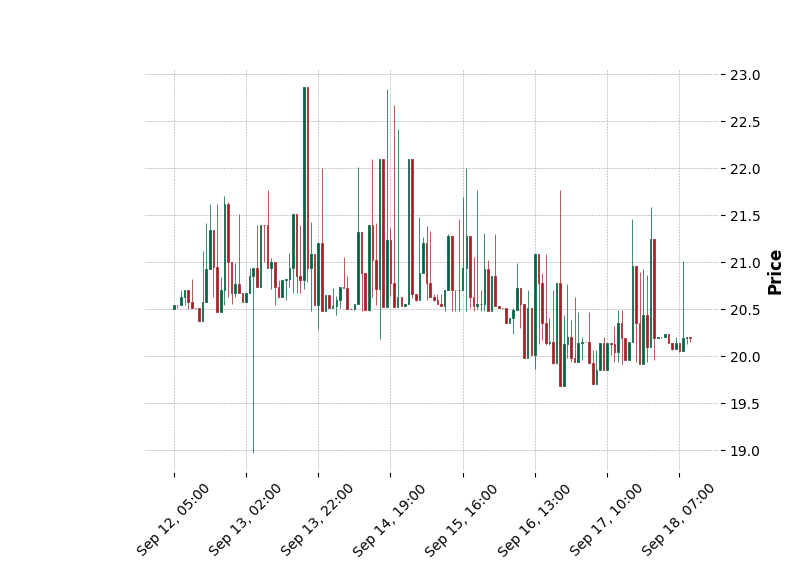 23.0
22.5
22.0
21.5
21.0
20.5
20.0
19.5
19.0
Price
Sep 12, 05:00
Sep 13, 02:00
Sep 13, 22:00
Sep 14, 19:00
Sep 15, 16:00
Sep 16, 13:00
Sep 17, 10:00
Sep 18, 07:00